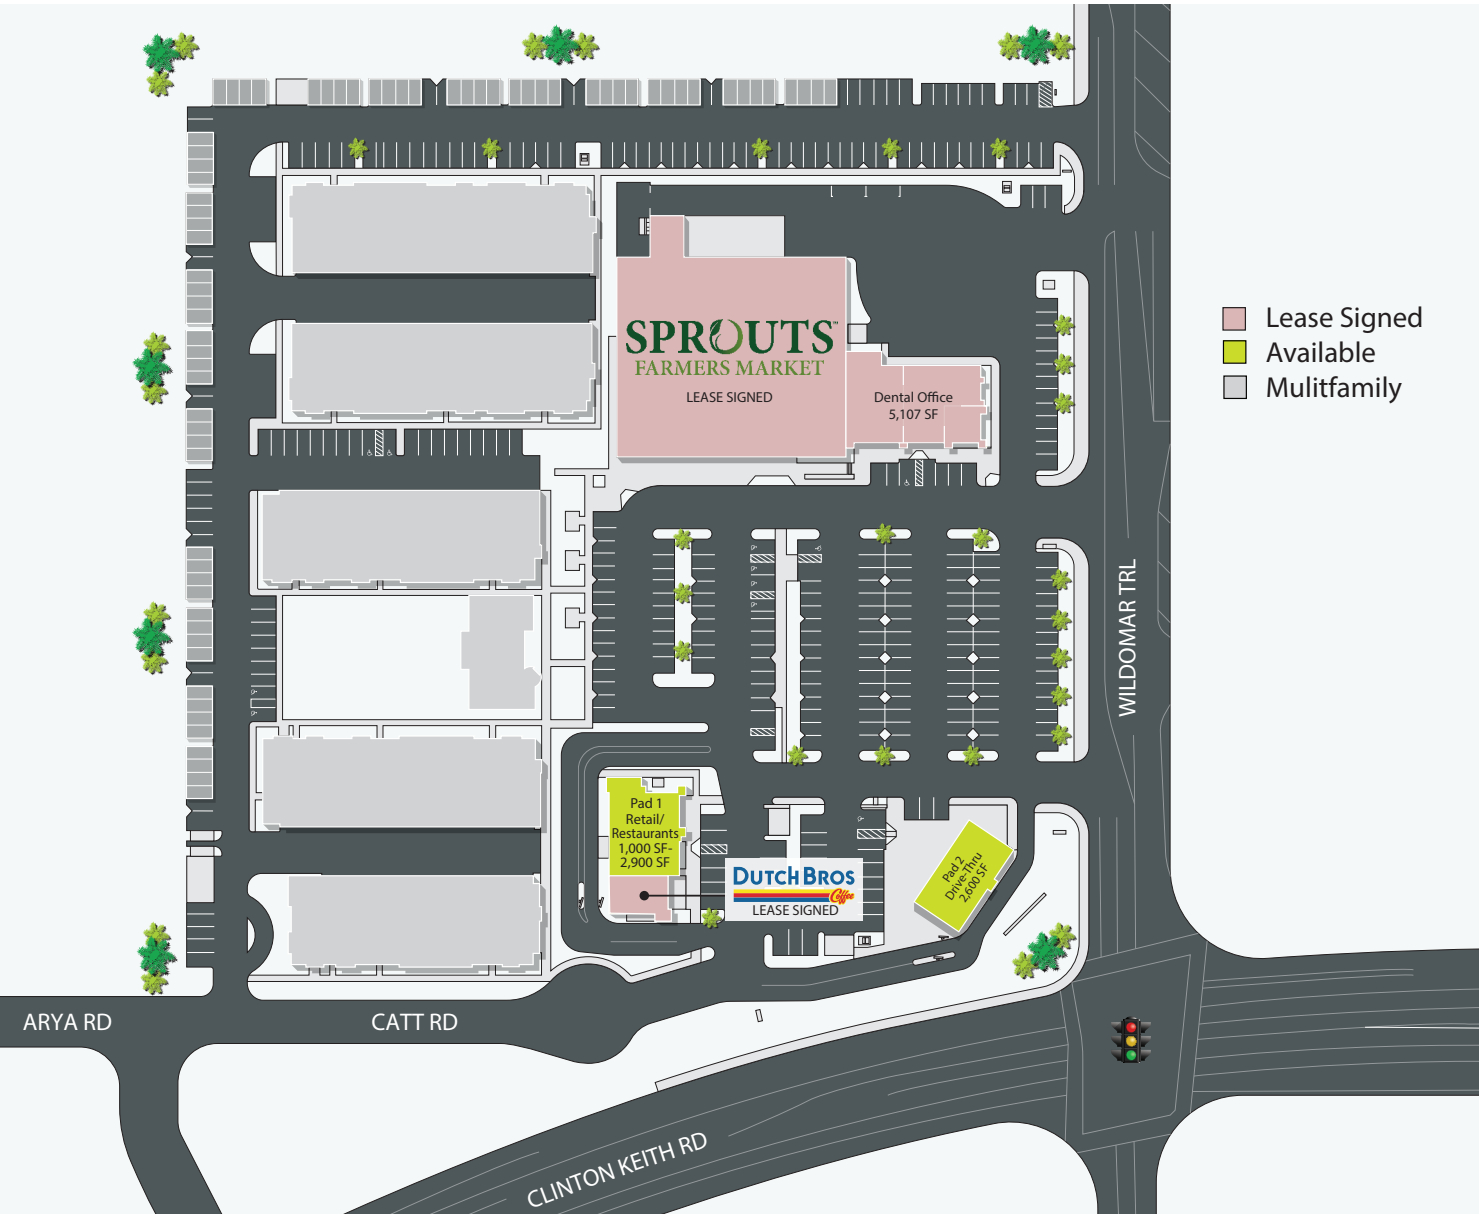 SPROUTS
FARMERS MARKET
LEASE SIGNED
Dental Office
5,107 SF
Lease Signed
Available
Mulitfamily
WILDOMAR TRL
Pad 1
Retail/
Restaurants
1,000 SF-
2,900 SF
DUTCH BROS
Coffee
LEASE SIGNED
Pad 2
Drive-Thru
2,600 SF
ARYA RD
CATT RD
CLINTON KEITH RD